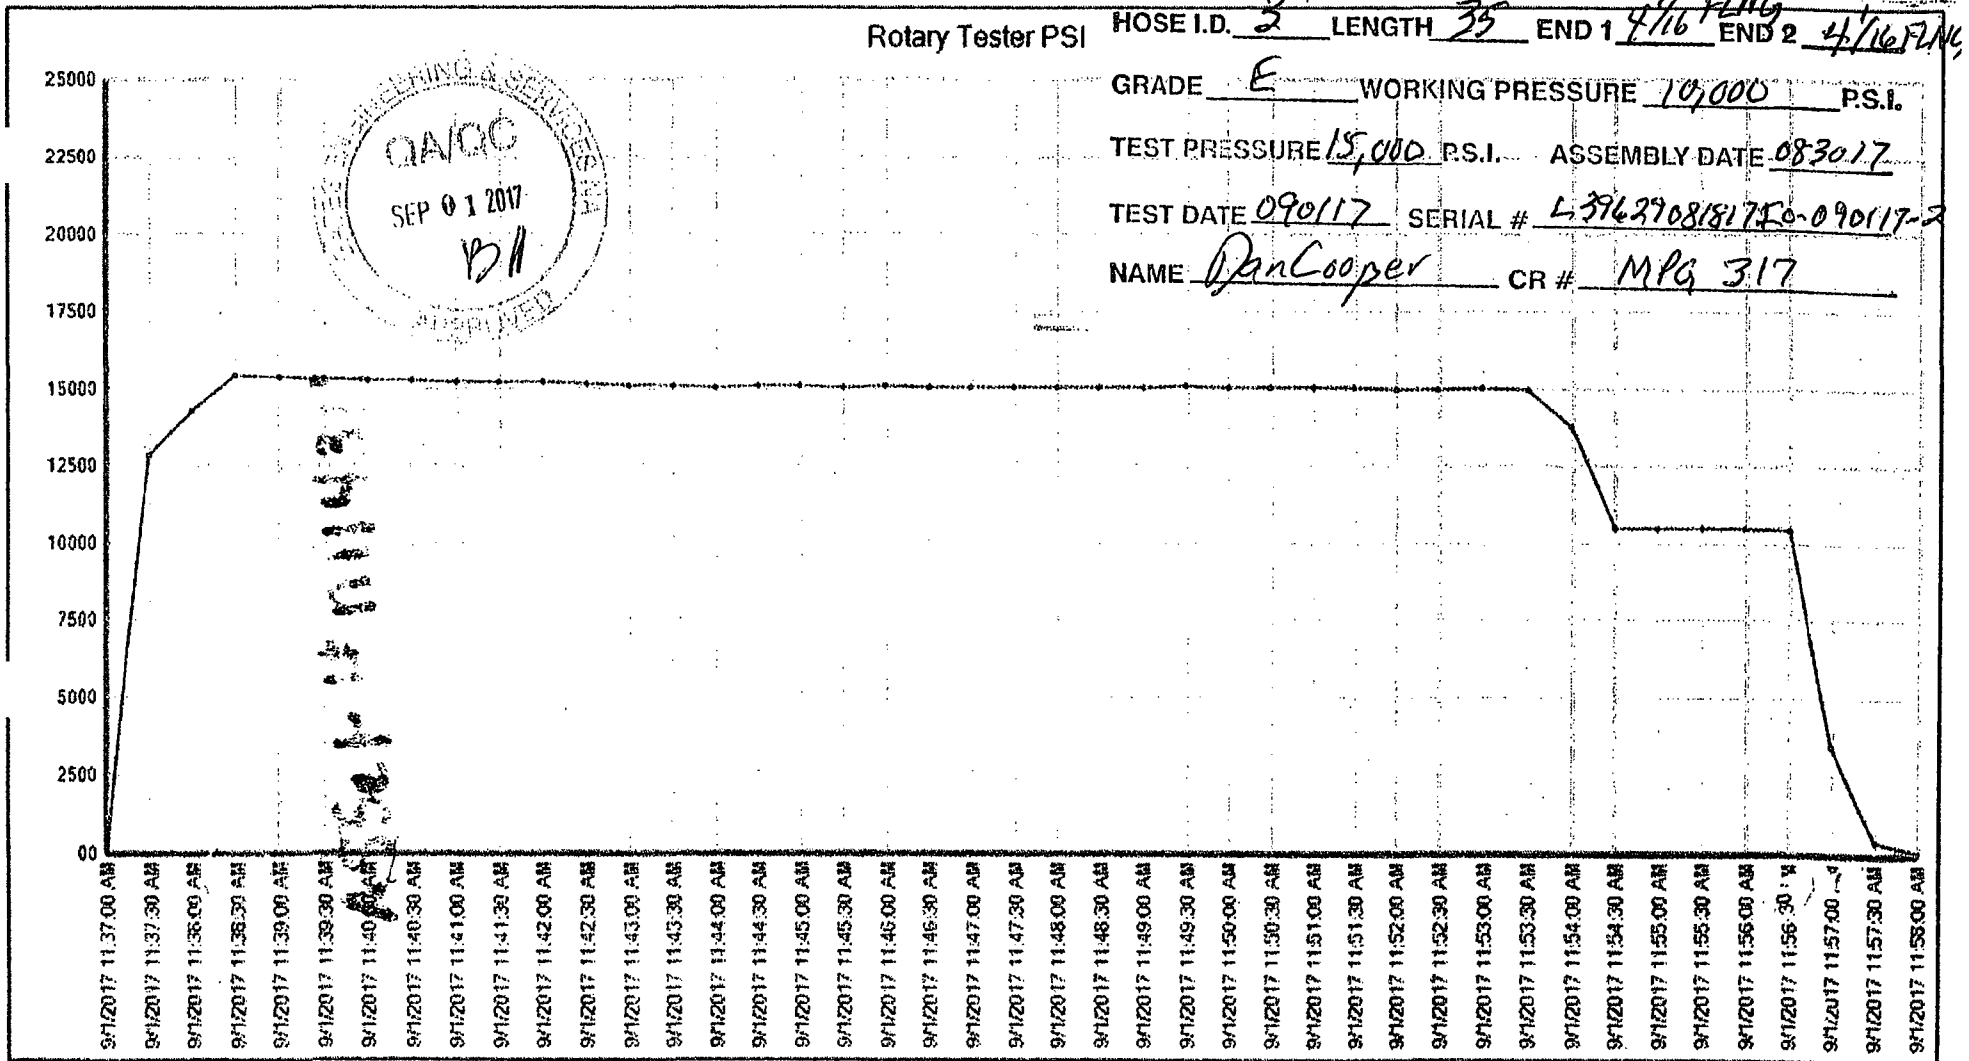 Rotary Tester PSI
HOSE I.D. 3 LENGTH 35 END 1 4 1/16 FLNG END 2 4 1/16 FLNG
GRADE E WORKING PRESSURE 10,000 P.S.I.
TEST PRESSURE 15,000 P.S.I. ASSEMBLY DATE 083017
TEST DATE 090117 SERIAL #
NAME Dan Cooper CR # MPG 317
& SERVICES
QA/QC
SEP 01 2017
APPROVED
25000
22500
20000
17500
15000
12500
10000
7500
5000
2500
00
9/1/2017 11:37:00 AM
9/1/2017 11:37:30 AM
9/1/2017 11:38:00 AM
9/1/2017 11:38:30 AM
9/1/2017 11:39:00 AM
9/1/2017 11:39:30 AM
9/1/2017 11:40:00 AM
9/1/2017 11:40:30 AM
9/1/2017 11:41:00 AM
9/1/2017 11:41:30 AM
9/1/2017 11:42:00 AM
9/1/2017 11:42:30 AM
9/1/2017 11:43:00 AM
9/1/2017 11:43:30 AM
9/1/2017 11:44:00 AM
9/1/2017 11:44:30 AM
9/1/2017 11:45:00 AM
9/1/2017 11:45:30 AM
9/1/2017 11:46:00 AM
9/1/2017 11:46:30 AM
9/1/2017 11:47:00 AM
9/1/2017 11:47:30 AM
9/1/2017 11:48:00 AM
9/1/2017 11:48:30 AM
9/1/2017 11:49:00 AM
9/1/2017 11:49:30 AM
9/1/2017 11:50:00 AM
9/1/2017 11:50:30 AM
9/1/2017 11:51:00 AM
9/1/2017 11:51:30 AM
9/1/2017 11:52:00 AM
9/1/2017 11:52:30 AM
9/1/2017 11:53:00 AM
9/1/2017 11:53:30 AM
9/1/2017 11:54:00 AM
9/1/2017 11:54:30 AM
9/1/2017 11:55:00 AM
9/1/2017 11:55:30 AM
9/1/2017 11:56:00 AM
9/1/2017 11:56:30
9/1/2017 11:57:00
9/1/2017 11:57:30 AM
9/1/2017 11:58:00 AM